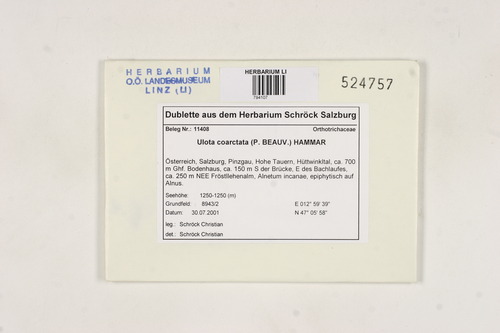 HERBARIUM
O.Ö. LANDESMUSEUM
LINZ (LI)
HERBARIUM LI
524757
Dublette aus dem Herbarium Schröck Salzburg
Beleg Nr.: 11408 Orthotrichaceae
Ulota coarctata (P. BEAUV.) HAMMAR
Österreich, Salzburg, Pinzgau, Hohe Tauern, Hüttwinkltal, ca. 700
m Ghf. Bodenhaus, ca. 150 m S der Brücke, E des Bachlaufes,
ca. 250 m NEE Fröstllehenalm, Alnetum incanae, epiphytisch auf
Alnus.
Seehöhe: 1250-1250 (m)
Grundfeld: 8943/2 E 012° 59' 39"
Datum: 30.07.2001 N 47° 05' 58"
leg.: Schröck Christian
det.: Schröck Christian